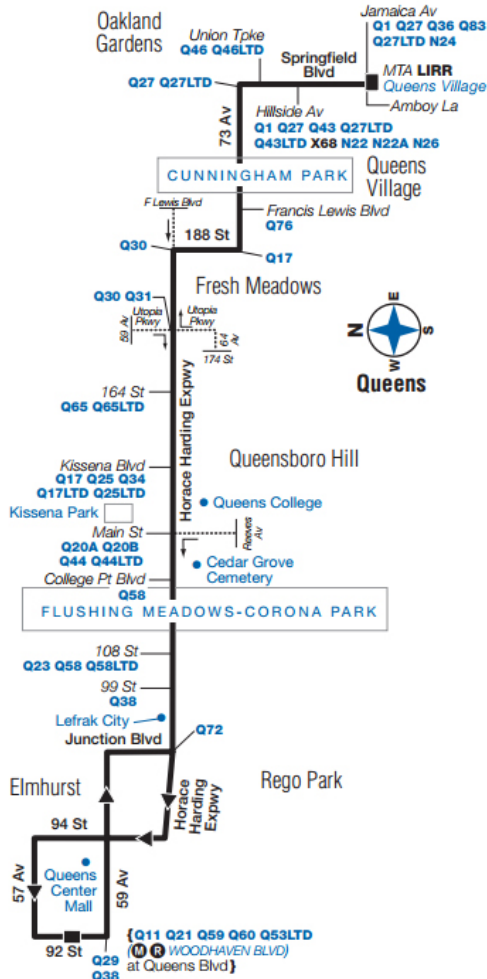 Oakland
Gardens
Union Tpke
Q46 Q46LTD
Jamaica Av
Q1 Q27 Q36 Q83
Q27LTD N24
Springfield
Blvd
MTA LIRR
Queens Village
Q27 Q27LTD
Amboy La
73 Av
Hillside Av
Q1 Q27 Q43 Q27LTD
Q43LTD X68 N22 N22A N26
CUNNINGHAM PARK
Queens
Village
F Lewis Blvd
Francis Lewis Blvd
Q76
188 St
Q30
Q17
Fresh Meadows
Q30 Q31
59 Av
Utopia
Pkwy
Utopia
Pkwy
64
Av
174 St
N
E
S
W
Queens
164 St
Q65 Q65LTD
Horace Harding Expwy
Kissena Blvd
Q17 Q25 Q34
Q17LTD Q25LTD
Queensboro Hill
Kissena Park
Queens College
Main St
Q20A Q20B
Q44 Q44LTD
Reeves
Av
Cedar Grove
Cemetery
College Pt Blvd
Q58
FLUSHING MEADOWS-CORONA PARK
108 St
Q23 Q58 Q58LTD
99 St
Q38
Lefrak City
Junction Blvd
Q72
Elmhurst
Rego Park
Horace
Harding
Expwy
94 St
57 Av
Queens
Center
Mall
59 Av
92 St
Q29
Q38
{Q11 Q21 Q59 Q60 Q53LTD
(M R WOODHAVEN BLVD)
at Queens Blvd}